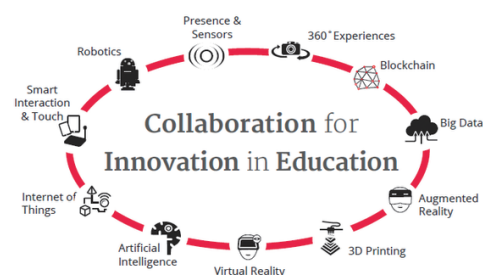 Presence &
Sensors
360˚Experiences
Robotics
Blockchain
Smart
Interaction
& Touch
Collaboration for
Innovation in Education
Big Data
Internet of
Things
Augmented
Reality
Artificial
Intelligence
3D Printing
Virtual Reality